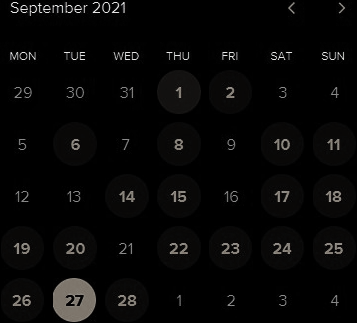 September 2021
MON TUE WED THU FRI SAT SUN
29 30 31 1 2 3 4
5 6 7 8 9 10 11
12 13 14 15 16 17 18
19 20 21 22 23 24 25
26 27 28 1 2 3 4